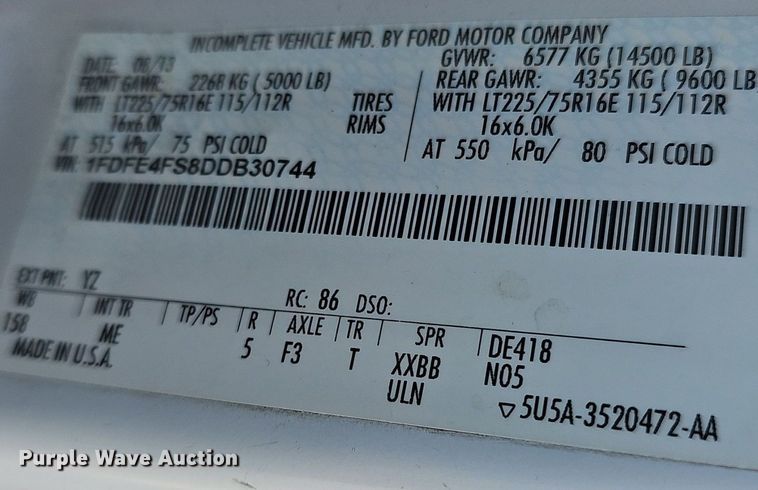 INCOMPLETE VEHICLE MFD. BY FORD MOTOR COMPANY
DATE: 08/13 GVWR: 6577 KG (14500 LB)
FRONT GAWR: 2268 KG ( 5000 LB) REAR GAWR: 4355 KG ( 9600 LB
WITH LT225/75R16E 115/112R TIRES WITH LT225/75R16E 115/112R
16x6.0K RIMS 16x6.0K
AT 515 kPa/ 75 PSI COLD AT 550 kPa/ 80 PSI COLD
VIN: 1FDFE4FS8DDB30744
EXT PNT: YZ RC: 86 DSO:
WB INT TR TP/PS R AXLE TR SPR DE418
158 ME 5 F3 T XXBB N05
MADE IN U.S.A. ULN ▽5U5A-3520472-AA
Purple Wave Auction